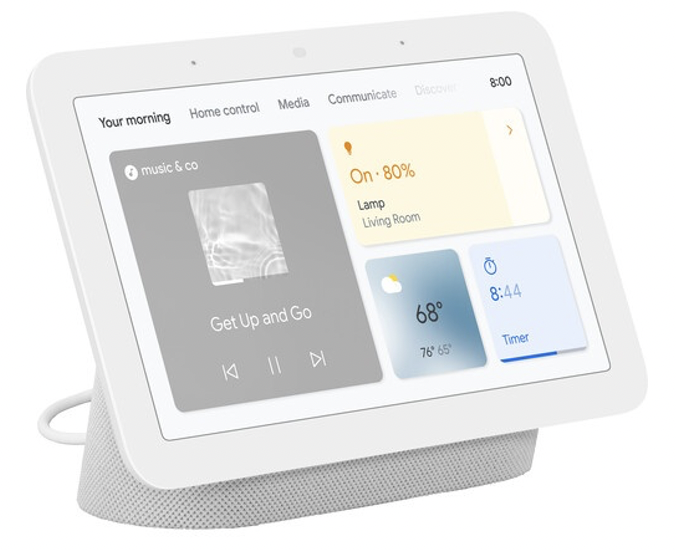 Your morning Home control Media Communicate Discover 8:00
music & co
Get Up and Go
On · 80%
Lamp
Living Room
68°
76° 65°
8:44
Timer